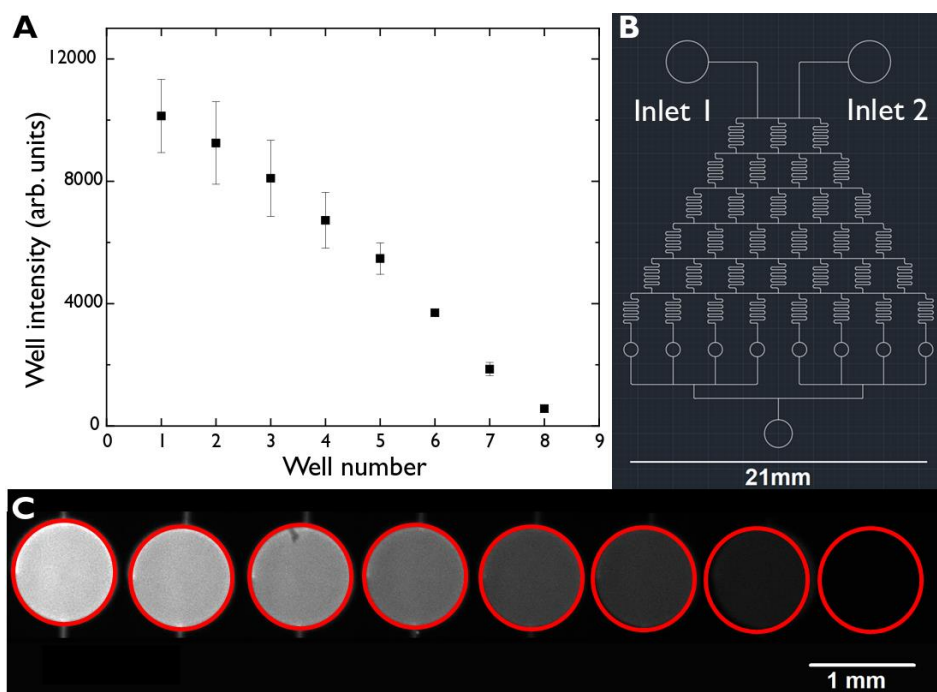 A
12000
8000
4000
0
Well intensity (arb. units)
0 1 2 3 4 5 6 7 8 9
Well number
B
Inlet 1
Inlet 2
21mm
C
1 mm